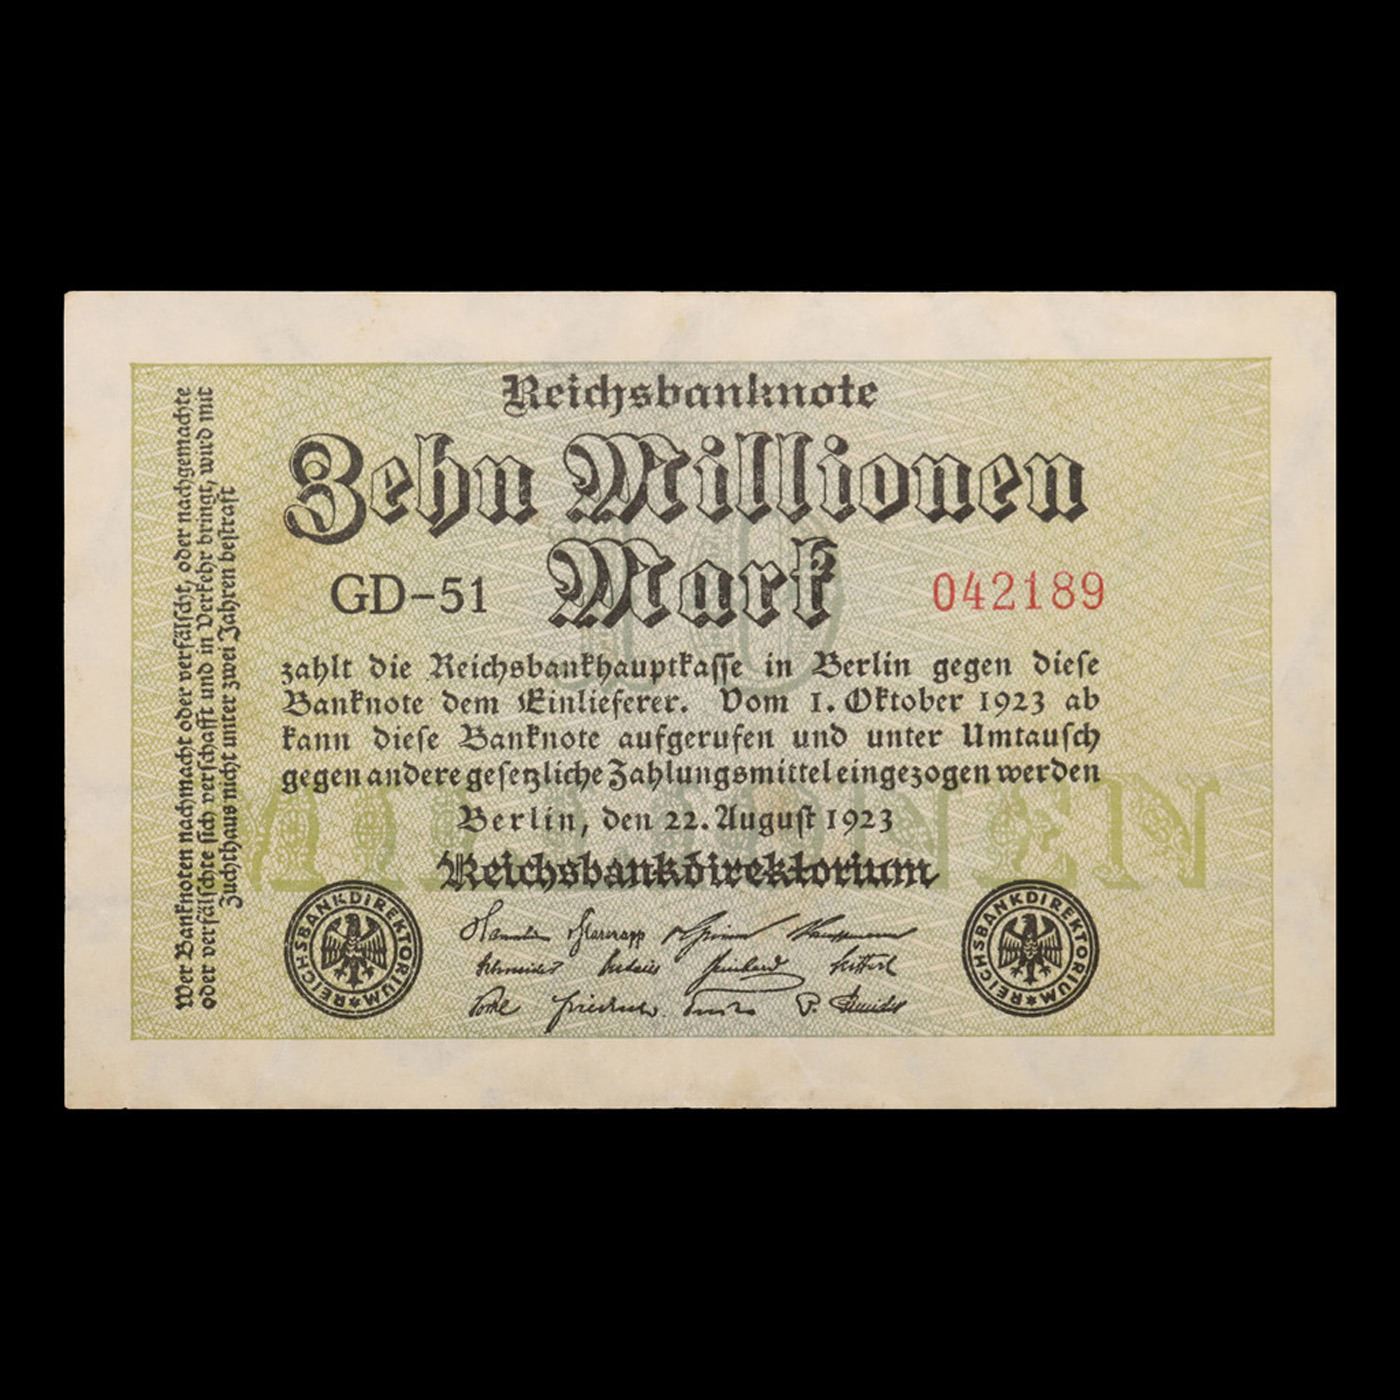 Reichsbanknote
Zehn Millionen
Mark
GD-51
042189
zahlt die Reichsbankhauptkasse in Berlin gegen diese
Banknote dem Einlieferer. Vom 1. Oktober 1923 ab
kann diese Banknote aufgerufen und unter Umtausch
gegen andere gesetzliche Zahlungsmittel eingezogen werden
Berlin, den 22. August 1923
Reichsbankdirektorium
REICHSBANKDIREKTORIUM
REICHSBANKDIREKTORIUM
Wer Banknoten nachmacht oder verfälscht, oder nachgemachte
oder verfälschte sich verschafft und in Verkehr bringt, wird mit
Zuchthaus nicht unter zwei Jahren bestraft